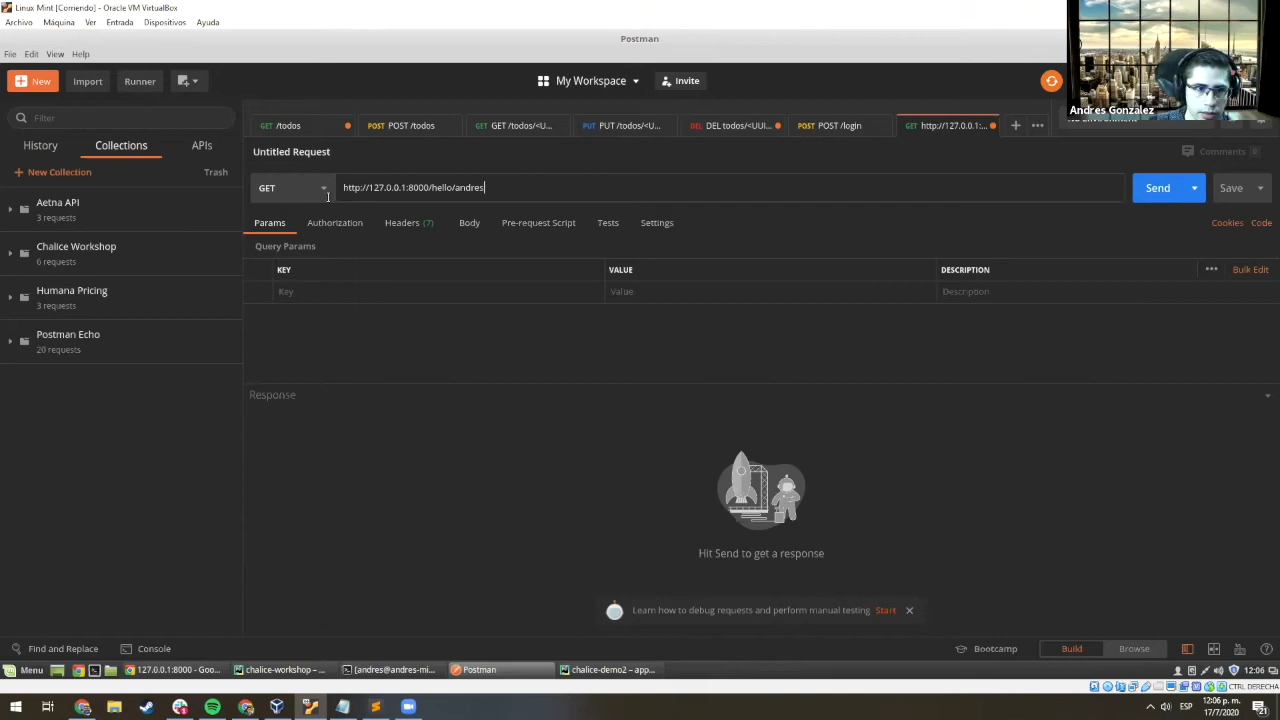 Linux Mint [Corriendo] - Oracle VM VirtualBox
Archivo Máquina Ver Entrada Dispositivos Ayuda
Postman
File Edit View Help
New Import Runner My Workspace Invite
Andres Gonzalez
Filter
GET /todos POST POST /todos GET GET /todos/<U... PUT PUT /todos/<U... DEL DEL todos/<UUI... POST POST /login GET http://127.0.0.1:...
History Collections APIs
Untitled Request Comments 0
New Collection Trash
GET http://127.0.0.1:8000/hello/andres Send Save
Aetna API
3 requests
Params Authorization Headers (7) Body Pre-request Script Tests Settings Cookies Code
Chalice Workshop
6 requests
Query Params
KEY VALUE DESCRIPTION Bulk Edit
Key Value Description
Humana Pricing
3 requests
Postman Echo
20 requests
Response
Hit Send to get a response
Learn how to debug requests and perform manual testing Start
Find and Replace Console Bootcamp Build Browse
Menu 127.0.0.1:8000 - Goo... chalice-workshop – ... [andres@andres-mi... Postman chalice-demo2 – app... 12:06
CTRL DERECHA
ESP 12:06 p. m.
17/7/2020 21